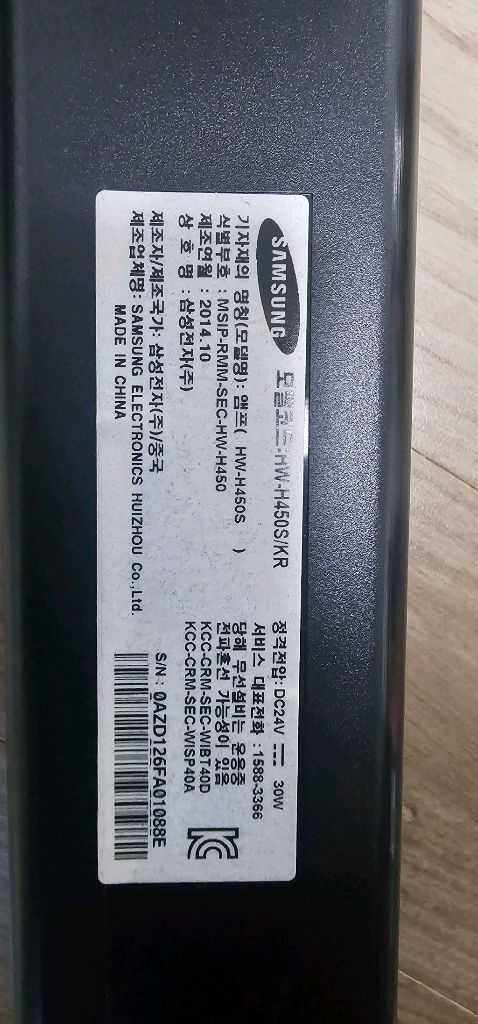 SAMSUNG
모델코드:HW-H450S/KR
기자재의 명칭(모델명): 앰프( HW-H450S )
식별부호 : MSIP-RMM-SEC-HW-H450
제조연월 : 2014.10
상 호 명 : 삼성전자(주)
제조자/제조국가: 삼성전자(주)/중국
제조업체명: SAMSUNG ELECTRONICS HUIZHOU Co.,Ltd.
MADE IN CHINA
정격전압: DC24V 30W
서비스 대표전화 : 1588-3366
당해 무선설비는 운용중
전파혼선 가능성이 있음
KCC-CRM-SEC-WIBT40D
KCC-CRM-SEC-WISP40A
S/N : 0AZD126FA01088E